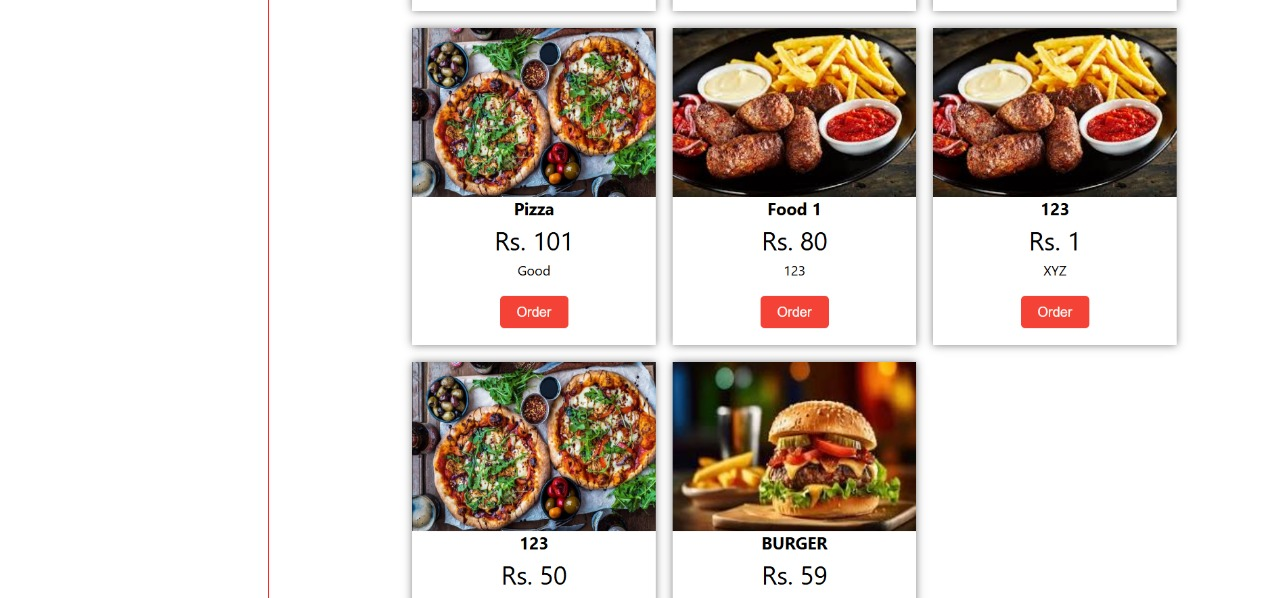 Pizza
Rs. 101
Good
Order
Food 1
Rs. 80
123
Order
123
Rs. 1
XYZ
Order
123
Rs. 50
BURGER
Rs. 59